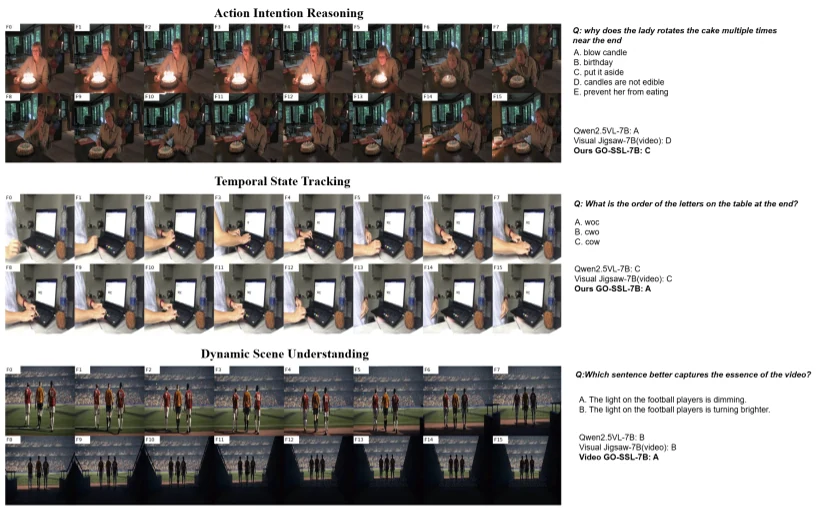 Action Intention Reasoning
F0 F1 F2 F3 F4 F5 F6 F7
F8 F9 F10 F11 F12 F13 F14 F15
Q: why does the lady rotates the cake multiple times
near the end
A. blow candle
B. birthday
C. put it aside
D. candles are not edible
E. prevent her from eating
Qwen2.5VL-7B: A
Visual Jigsaw-7B(video): D
Ours GO-SSL-7B: C
Temporal State Tracking
F0 F1 F2 F3 F4 F5 F6 F7
F8 F9 F10 F11 F12 F13 F14 F15
Q: What is the order of the letters on the table at the end?
A. woc
B. cwo
C. cow
Qwen2.5VL-7B: C
Visual Jigsaw-7B(video): C
Ours GO-SSL-7B: A
Dynamic Scene Understanding
F0 F1 F2 F3 F4 F5 F6 F7
F8 F9 F10 F11 F12 F13 F14 F15
Q:Which sentence better captures the essence of the video?
A. The light on the football players is dimming.
B. The light on the football players is turning brighter.
Qwen2.5VL-7B: B
Visual Jigsaw-7B(video): B
Video GO-SSL-7B: A